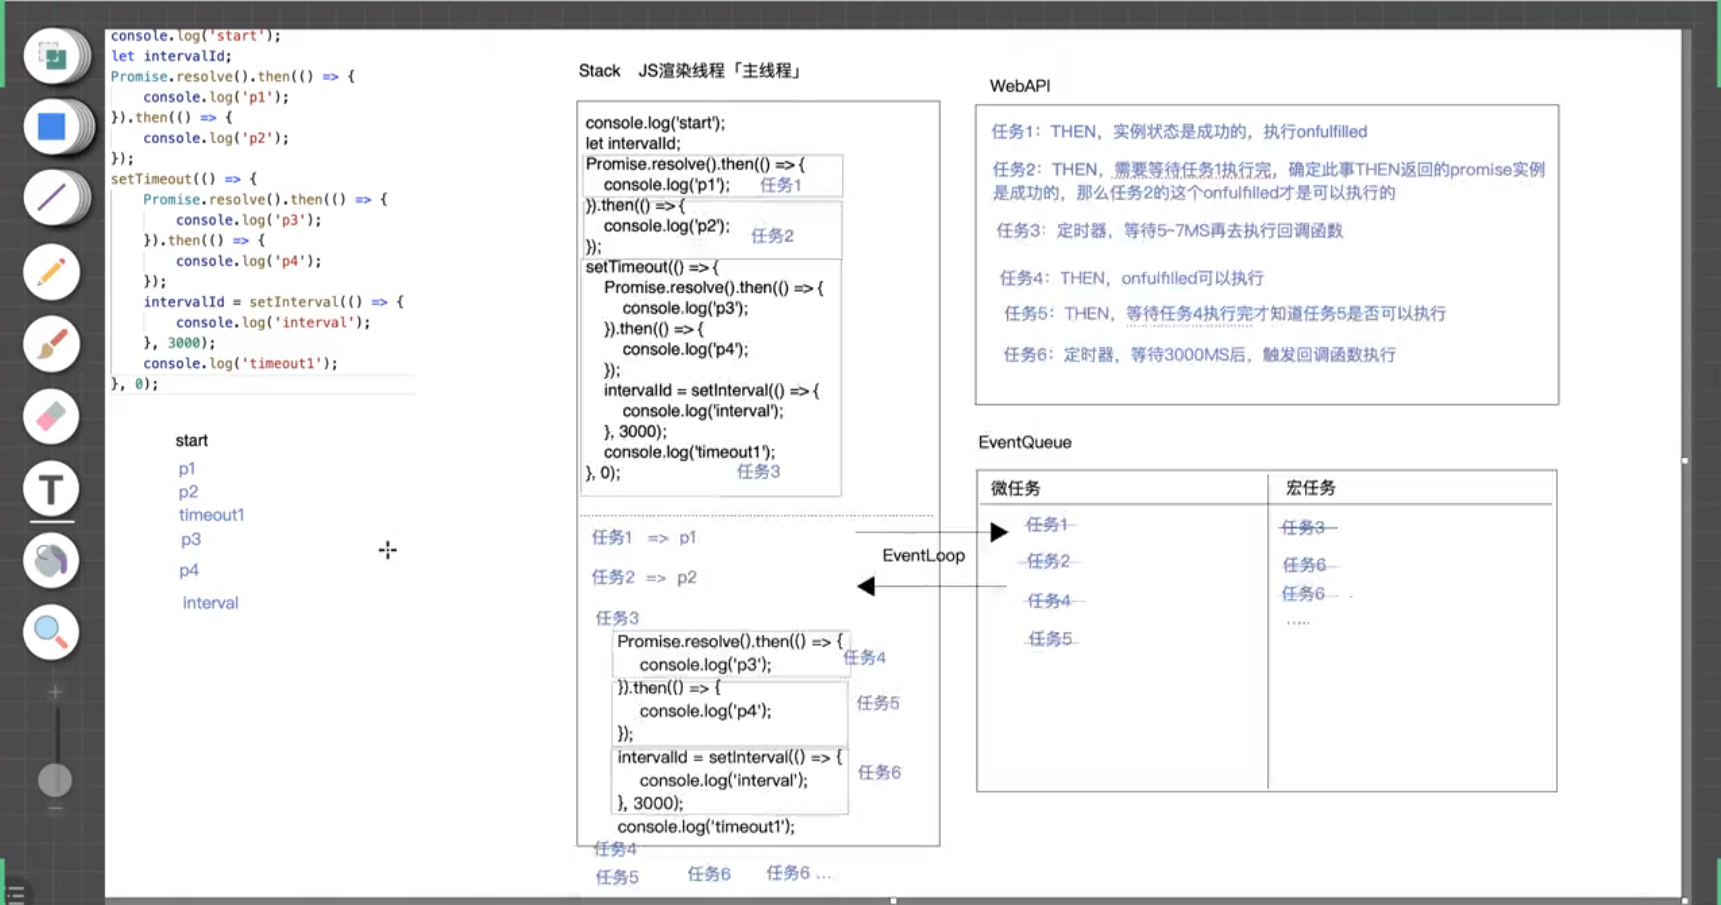 console.log('start');
let intervalId;
Promise.resolve().then(() => {
console.log('p1');
}).then(() => {
console.log('p2');
});
setTimeout(() => {
Promise.resolve().then(() => {
console.log('p3');
}).then(() => {
console.log('p4');
});
intervalId = setInterval(() => {
console.log('interval');
}, 3000);
console.log('timeout1');
}, 0);
start
p1
p2
timeout1
p3
p4
interval
T
Stack JS渲染线程「主线程」
console.log('start');
let intervalId;
Promise.resolve().then(() => {
console.log('p1'); 任务1
}).then(() => {
console.log('p2'); 任务2
});
setTimeout(() => {
Promise.resolve().then(() => {
console.log('p3');
}).then(() => {
console.log('p4');
});
intervalId = setInterval(() => {
console.log('interval');
}, 3000);
console.log('timeout1');
}, 0); 任务3
任务1 => p1
任务2 => p2
任务3
Promise.resolve().then(() => {
console.log('p3'); 任务4
}).then(() => {
console.log('p4'); 任务5
});
intervalId = setInterval(() => {
console.log('interval'); 任务6
}, 3000);
console.log('timeout1');
任务4
任务5 任务6 任务6 ...
EventLoop
WebAPI
任务1：THEN，实例状态是成功的，执行onfulfilled
任务2：THEN，需要等待任务1执行完，确定此事THEN返回的promise实例
是成功的，那么任务2的这个onfulfilled才是可以执行的
任务3：定时器，等待5~7MS再去执行回调函数
任务4：THEN，onfulfilled可以执行
任务5：THEN，等待任务4执行完才知道任务5是否可以执行
任务6：定时器，等待3000MS后，触发回调函数执行
EventQueue
微任务 宏任务
任务1 任务3
任务2 任务6
任务4 任务6
任务5 .....